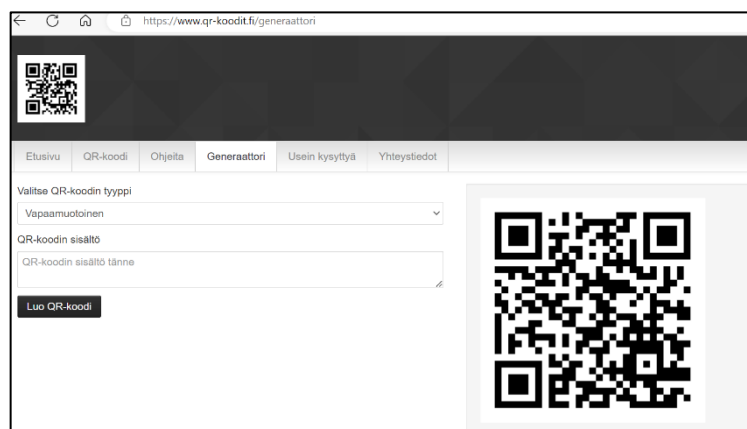 https://www.qr-koodit.fi/generaattori
Etusivu QR-koodi Ohjeita Generaattori Usein kysyttyä Yhteystiedot
Valitse QR-koodin tyyppi
Vapaamuotoinen
QR-koodin sisältö
QR-koodin sisältö tänne
Luo QR-koodi